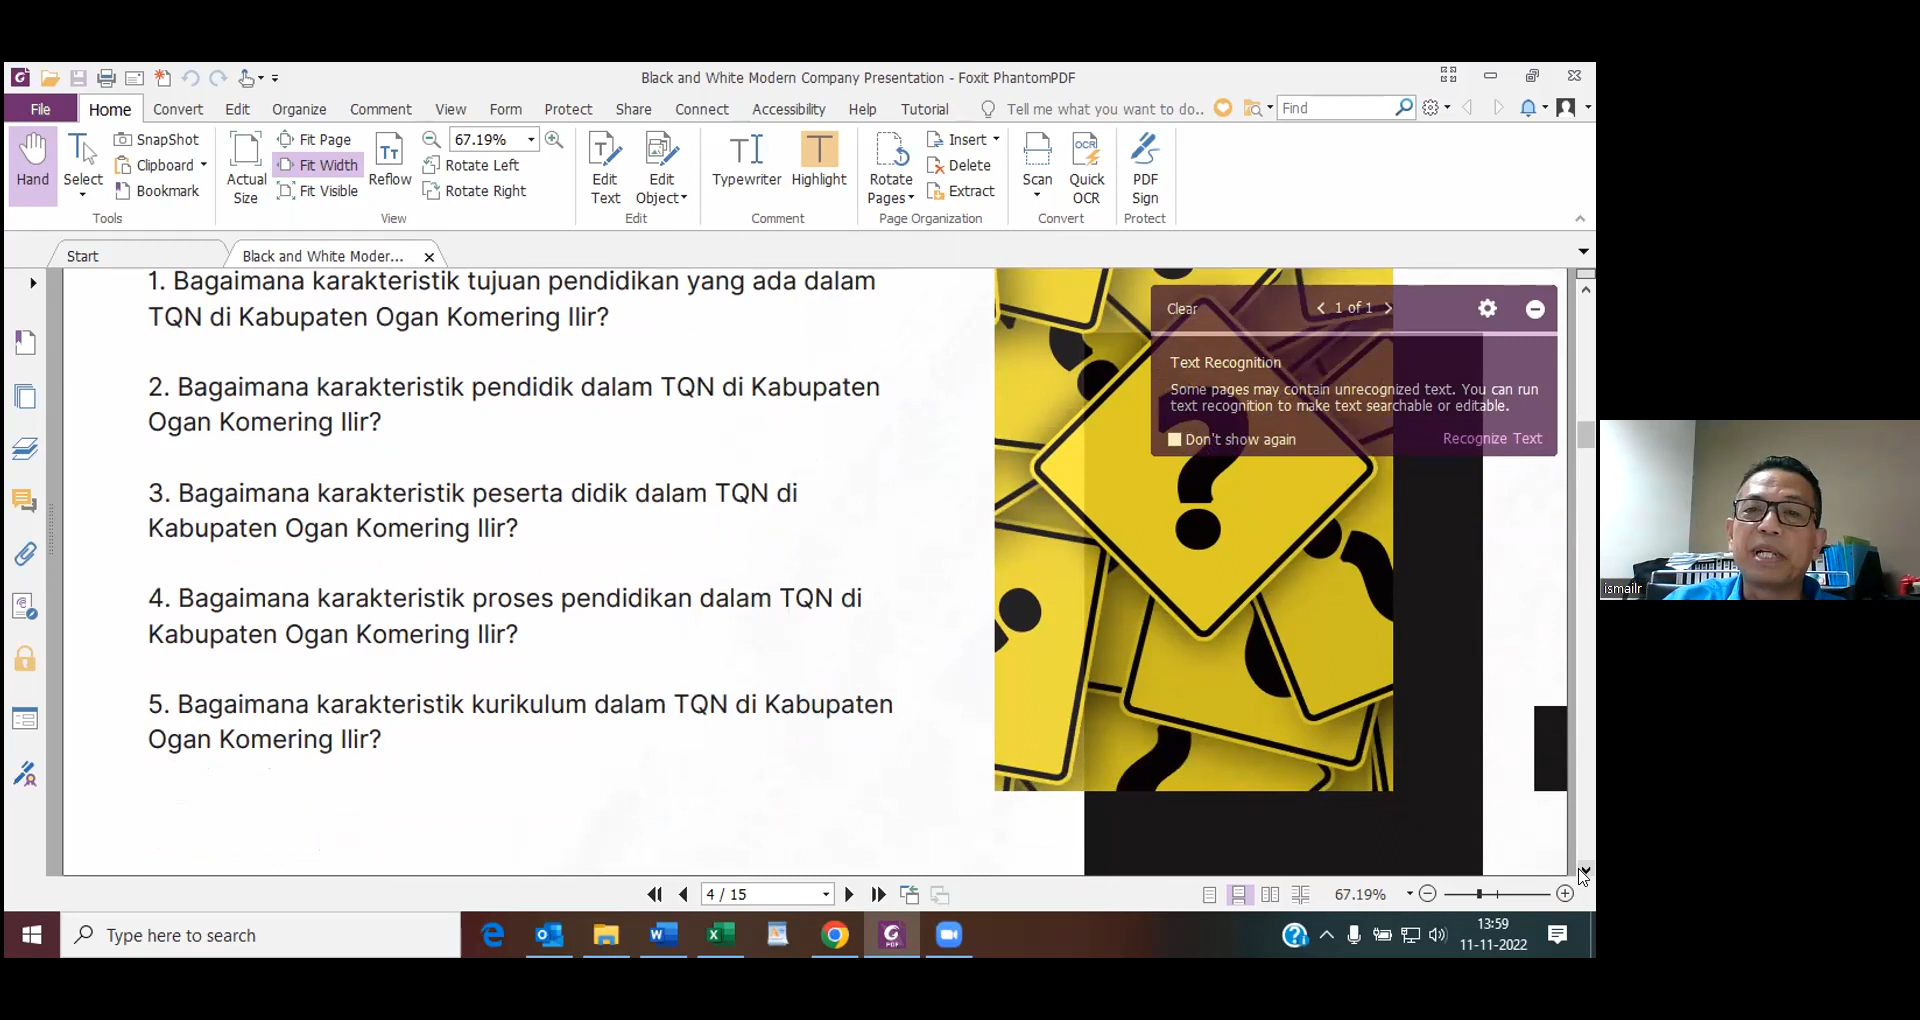 Black and White Modern Company Presentation - Foxit PhantomPDF
File Home Convert Edit Organize Comment View Form Protect Share Connect Accessibility Help Tutorial Tell me what you want to do.. Find
Hand
Select
SnapShot
Clipboard
Bookmark
Tools
Actual Size
Fit Page
Fit Width
Fit Visible
Reflow
67.19%
Rotate Left
Rotate Right
View
Edit Text
Edit Object
Edit
Typewriter
Highlight
Comment
Rotate Pages
Insert
Delete
Extract
Page Organization
Scan
Quick OCR
Convert
PDF Sign
Protect
Start
Black and White Moder...
1. Bagaimana karakteristik tujuan pendidikan yang ada dalam
TQN di Kabupaten Ogan Komering Ilir?
2. Bagaimana karakteristik pendidik dalam TQN di Kabupaten
Ogan Komering Ilir?
3. Bagaimana karakteristik peserta didik dalam TQN di
Kabupaten Ogan Komering Ilir?
4. Bagaimana karakteristik proses pendidikan dalam TQN di
Kabupaten Ogan Komering Ilir?
5. Bagaimana karakteristik kurikulum dalam TQN di Kabupaten
Ogan Komering Ilir?
Clear
1 of 1
Text Recognition
Some pages may contain unrecognized text. You can run
text recognition to make text searchable or editable.
Don't show again
Recognize Text
ismailr
4 / 15
67.19%
Type here to search
13:59
11-11-2022